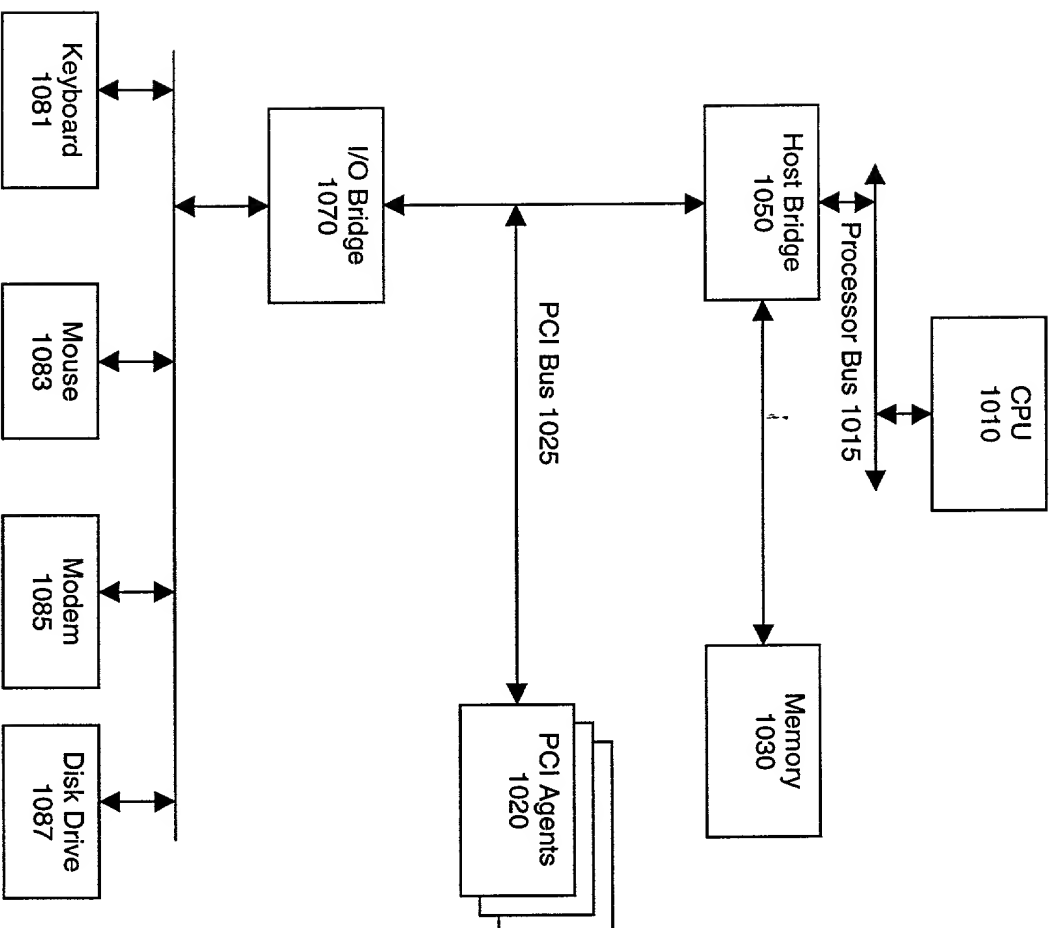 CPU
1010
Processor Bus 1015
Host Bridge
1050
Memory
1030
PCI Bus 1025
PCI Agents
1020
I/O Bridge
1070
Keyboard
1081
Mouse
1083
Modem
1085
Disk Drive
1087